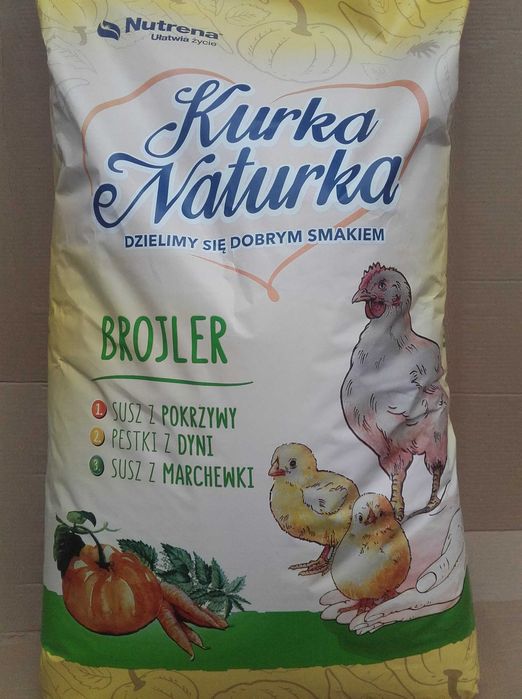 Nutrena
Ułatwia życie
Kurka
Naturka
DZIELIMY SIĘ DOBRYM SMAKIEM
BROJLER
1. SUSZ Z POKRZYWY
2. PESTKI Z DYNI
3. SUSZ Z MARCHEWKI